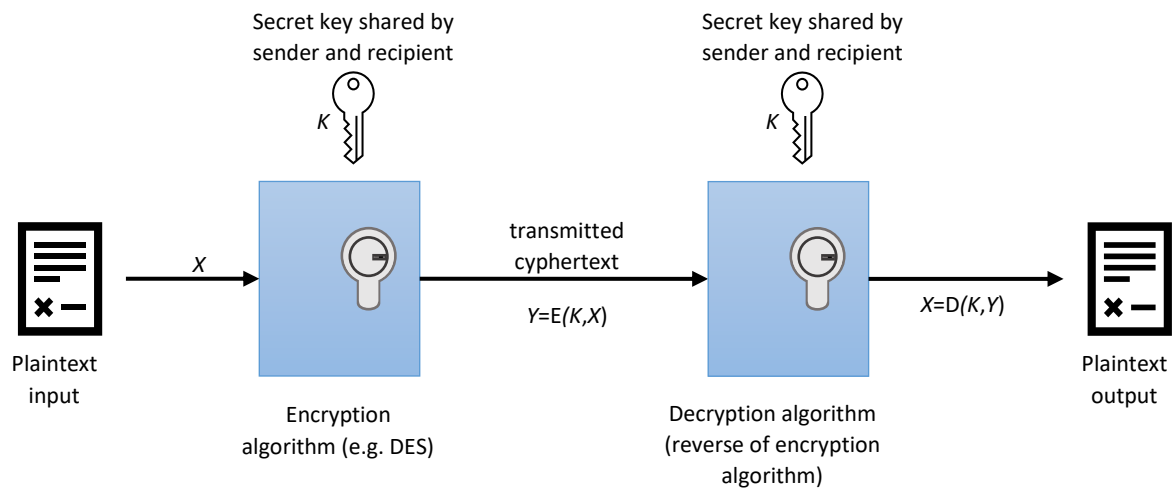 Secret key shared by
sender and recipient
K
Secret key shared by
sender and recipient
K
X
transmitted
cyphertext
Y=E(K,X)
X=D(K,Y)
Plaintext
input
Plaintext
output
Encryption
algorithm (e.g. DES)
Decryption algorithm
(reverse of encryption
algorithm)